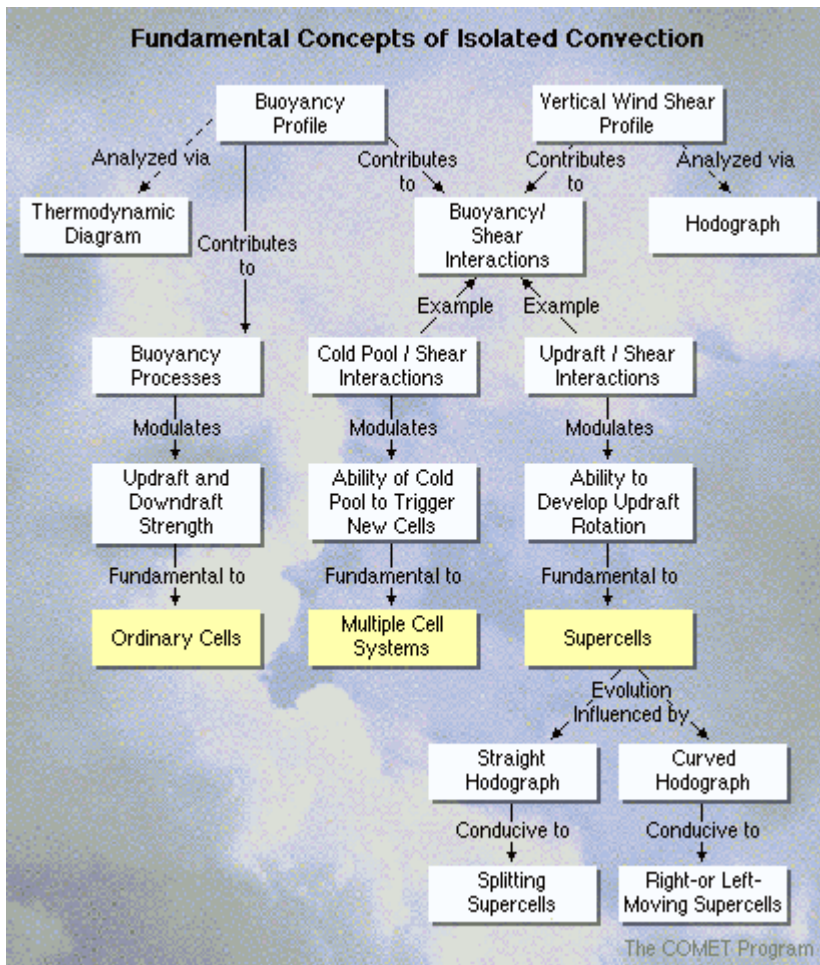 Fundamental Concepts of Isolated Convection
Buoyancy
Profile
Vertical Wind Shear
Profile
Analyzed via
Contributes
to
Contributes
to
Analyzed via
Thermodynamic
Diagram
Contributes
to
Buoyancy/
Shear
Interactions
Hodograph
Example
Example
Buoyancy
Processes
Cold Pool / Shear
Interactions
Updraft / Shear
Interactions
Modulates
Modulates
Modulates
Updraft and
Downdraft
Strength
Ability of Cold
Pool to Trigger
New Cells
Ability to
Develop Updraft
Rotation
Fundamental to
Fundamental to
Fundamental to
Ordinary Cells
Multiple Cell
Systems
Supercells
Evolution
Influenced by
Straight
Hodograph
Curved
Hodograph
Conducive to
Conducive to
Splitting
Supercells
Right-or Left-
Moving Supercells
The COMET Program